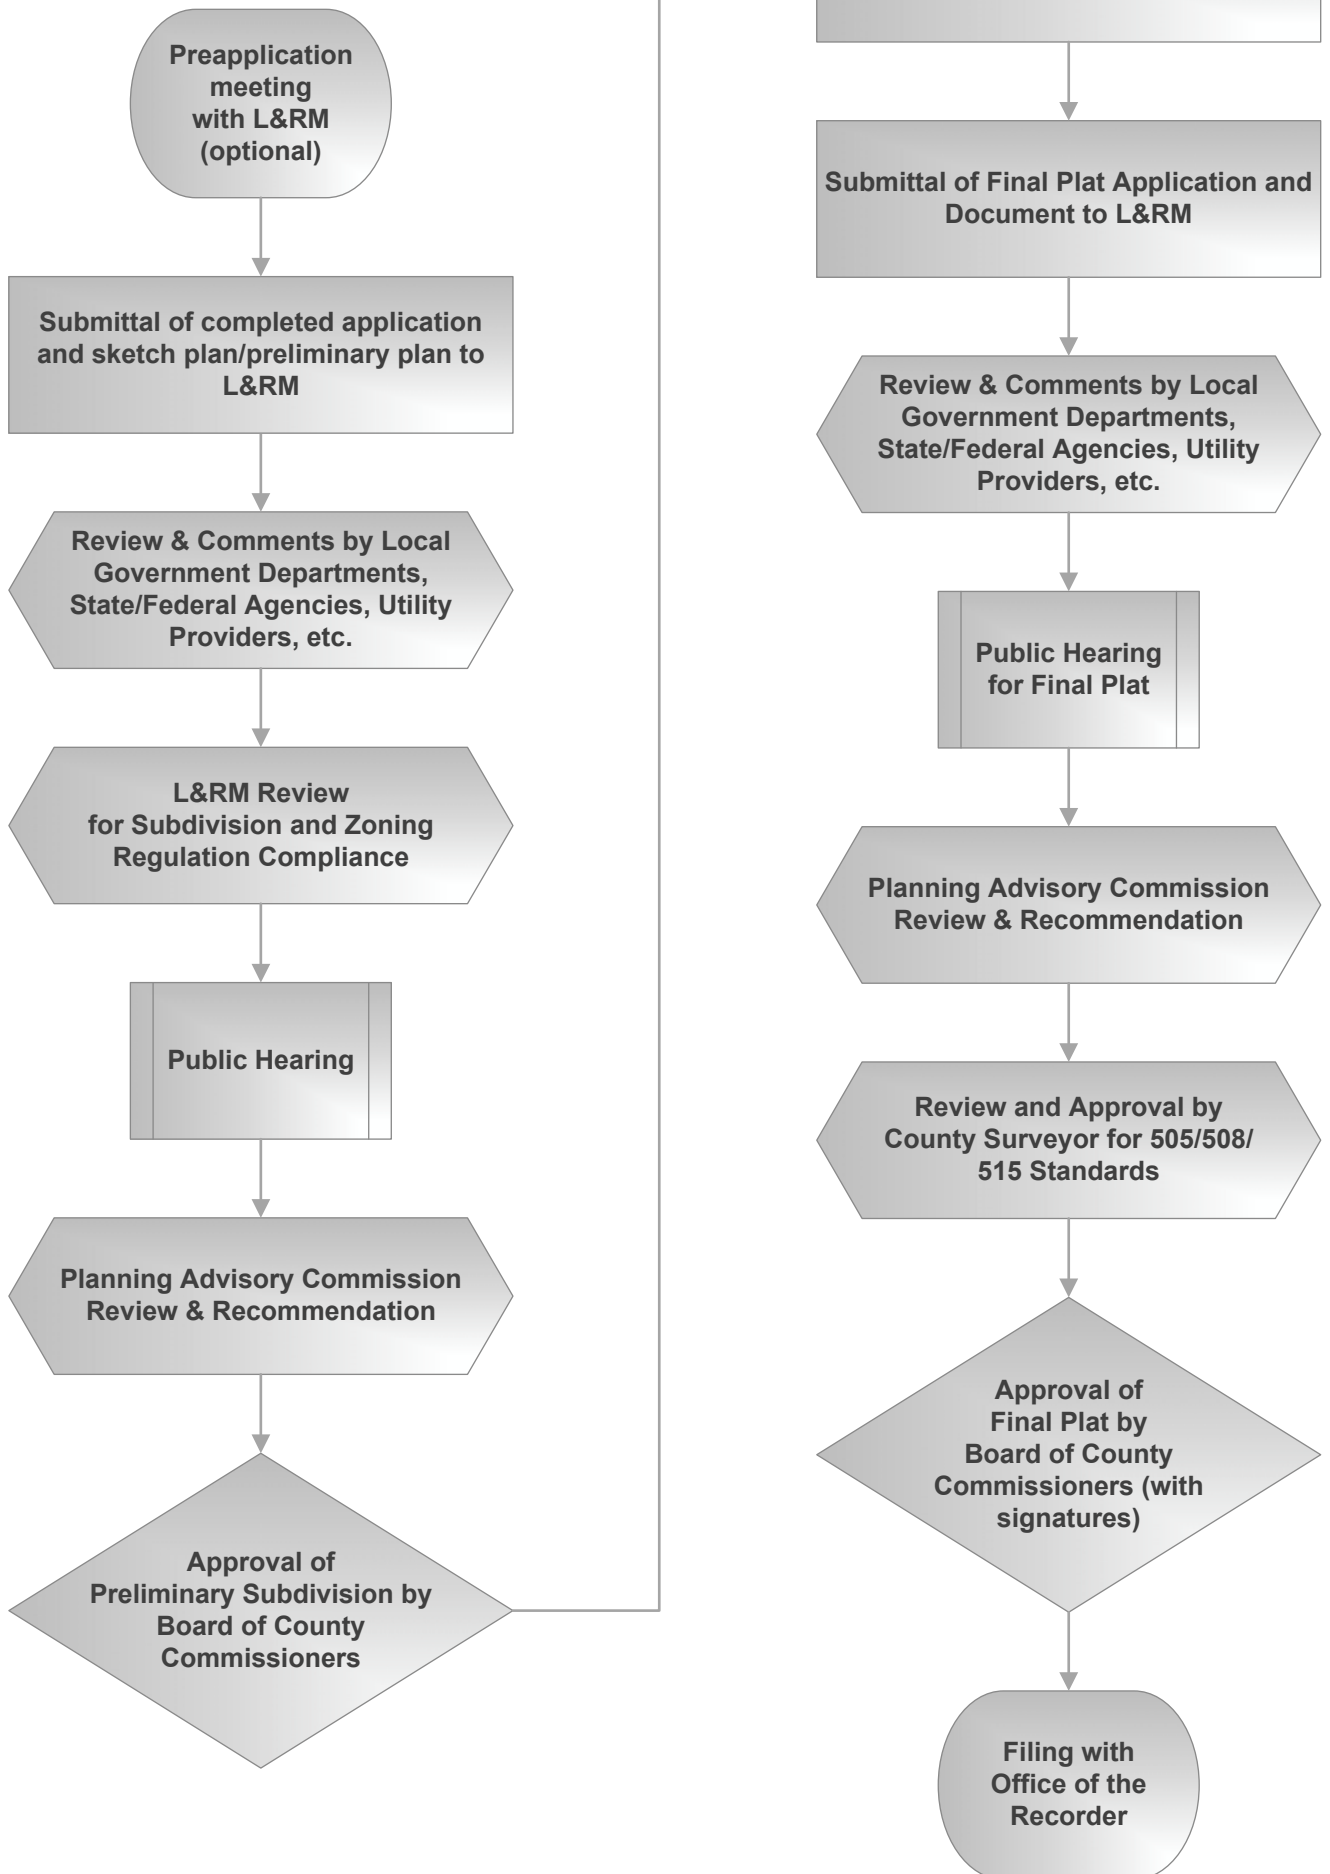 Preapplication
meeting
with L&RM
(optional)
Submittal of completed application
and sketch plan/preliminary plan to
L&RM
Review & Comments by Local
Government Departments,
State/Federal Agencies, Utility
Providers, etc.
L&RM Review
for Subdivision and Zoning
Regulation Compliance
Public Hearing
Planning Advisory Commission
Review & Recommendation
Approval of
Preliminary Subdivision by
Board of County
Commissioners
Submittal of Final Plat Application and
Document to L&RM
Review & Comments by Local
Government Departments,
State/Federal Agencies, Utility
Providers, etc.
Public Hearing
for Final Plat
Planning Advisory Commission
Review & Recommendation
Review and Approval by
County Surveyor for 505/508/
515 Standards
Approval of
Final Plat by
Board of County
Commissioners (with
signatures)
Filing with
Office of the
Recorder